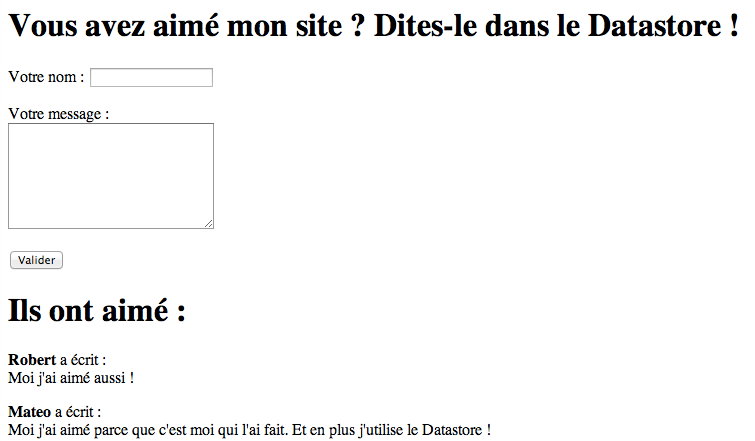 Vous avez aimé mon site ? Dites-le dans le Datastore !
Votre nom :
Votre message :
Valider
Ils ont aimé :
Robert a écrit :
Moi j'ai aimé aussi !
Mateo a écrit :
Moi j'ai aimé parce que c'est moi qui l'ai fait. Et en plus j'utilise le Datastore !